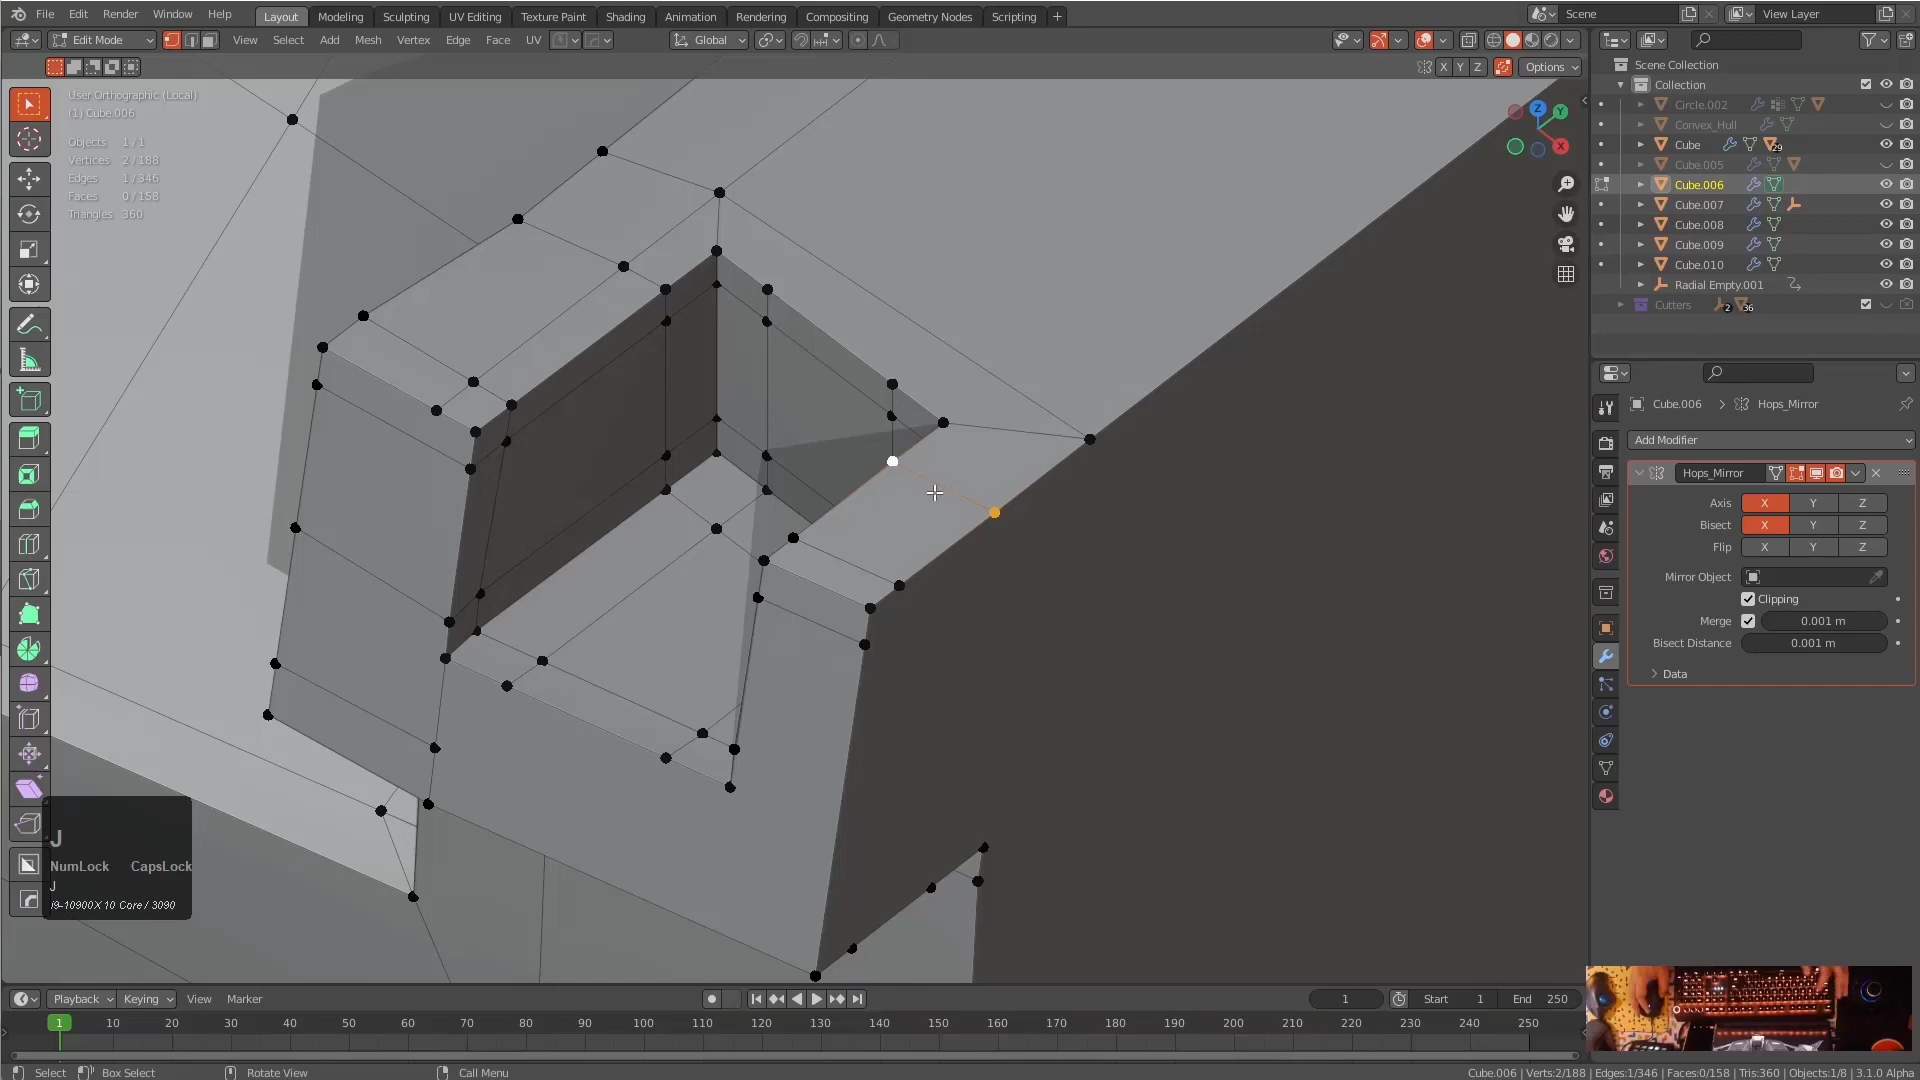 File Edit Render Window Help Layout Modeling Sculpting UV Editing Texture Paint Shading Animation Rendering Compositing Geometry Nodes Scripting + Scene View Layer
Edit Mode View Select Add Mesh Vertex Edge Face UV Global
X Y Z Options
User Orthographic (Local)
(1) Cube.006
Objects 1/1
Vertices 2/188
Edges 1/346
Faces 0/158
Triangles 360
Z Y X
Scene Collection
Collection
Circle.002
Convex_Hull
Cube 29
Cube.005
Cube.006
Cube.007
Cube.008
Cube.009
Cube.010
Radial Empty.001
Cutters 2 36
Cube.006 > Hops_Mirror
Add Modifier
Hops_Mirror
Axis X Y Z
Bisect X Y Z
Flip X Y Z
Mirror Object
Clipping
Merge 0.001 m
Bisect Distance 0.001 m
Data
J
NumLock CapsLock
J
i9-10900X 10 Core / 3090
Playback Keying View Marker 1 Start 1 End 250
1 10 20 30 40 50 60 70 80 90 100 110 120 130 140 150 160 170 180 190 200 210 220 230 240 250
Select Box Select Rotate View Call Menu Cube.006 | Verts:2/188 | Edges:1/346 | Faces:0/158 | Tris:360 | Objects:1/8 | 3.1.0 Alpha